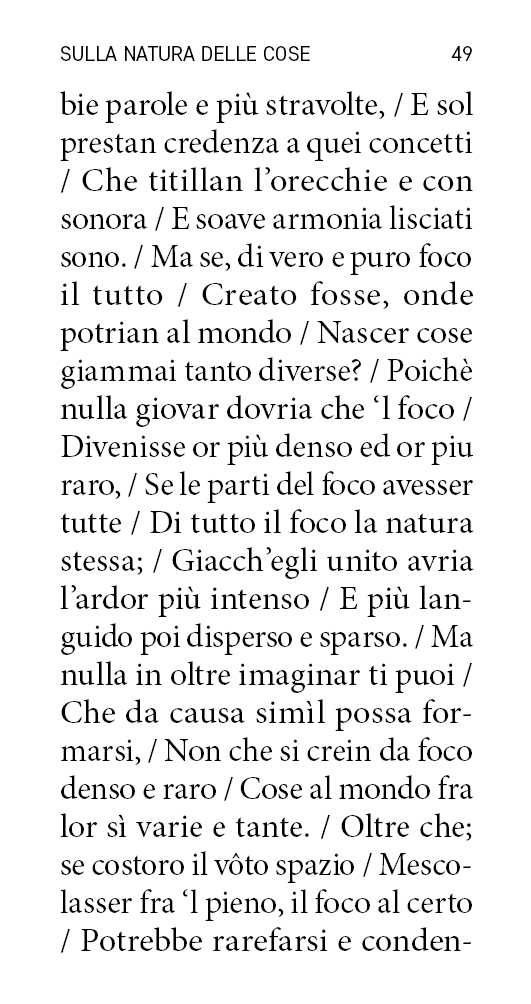 SULLA NATURA DELLE COSE 49
bie parole e più stravolte, / E sol
prestan credenza a quei concetti
/ Che titillan l’orecchie e con
sonora / E soave armonia lisciati
sono. / Ma se, di vero e puro foco
il tutto / Creato fosse, onde
potrian al mondo / Nascer cose
giammai tanto diverse? / Poichè
nulla giovar dovria che ‘l foco /
Divenisse or più denso ed or piu
raro, / Se le parti del foco avesser
tutte / Di tutto il foco la natura
stessa; / Giacch’egli unito avria
l’ardor più intenso / E più lan-
guido poi disperso e sparso. / Ma
nulla in oltre imaginar ti puoi /
Che da causa simìl possa for-
marsi, / Non che si crein da foco
denso e raro / Cose al mondo fra
lor sì varie e tante. / Oltre che;
se costoro il vôto spazio / Mesco-
lasser fra ‘l pieno, il foco al certo
/ Potrebbe rarefarsi e conden-